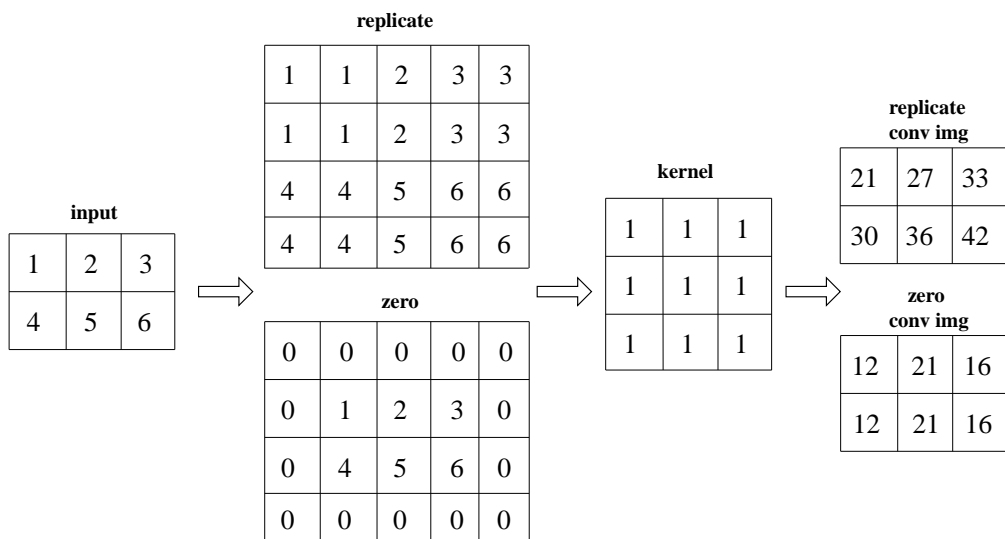 input
1 2 3
4 5 6
replicate
1 1 2 3 3
1 1 2 3 3
4 4 5 6 6
4 4 5 6 6
zero
0 0 0 0 0
0 1 2 3 0
0 4 5 6 0
0 0 0 0 0
kernel
1 1 1
1 1 1
1 1 1
replicate
conv img
21 27 33
30 36 42
zero
conv img
12 21 16
12 21 16